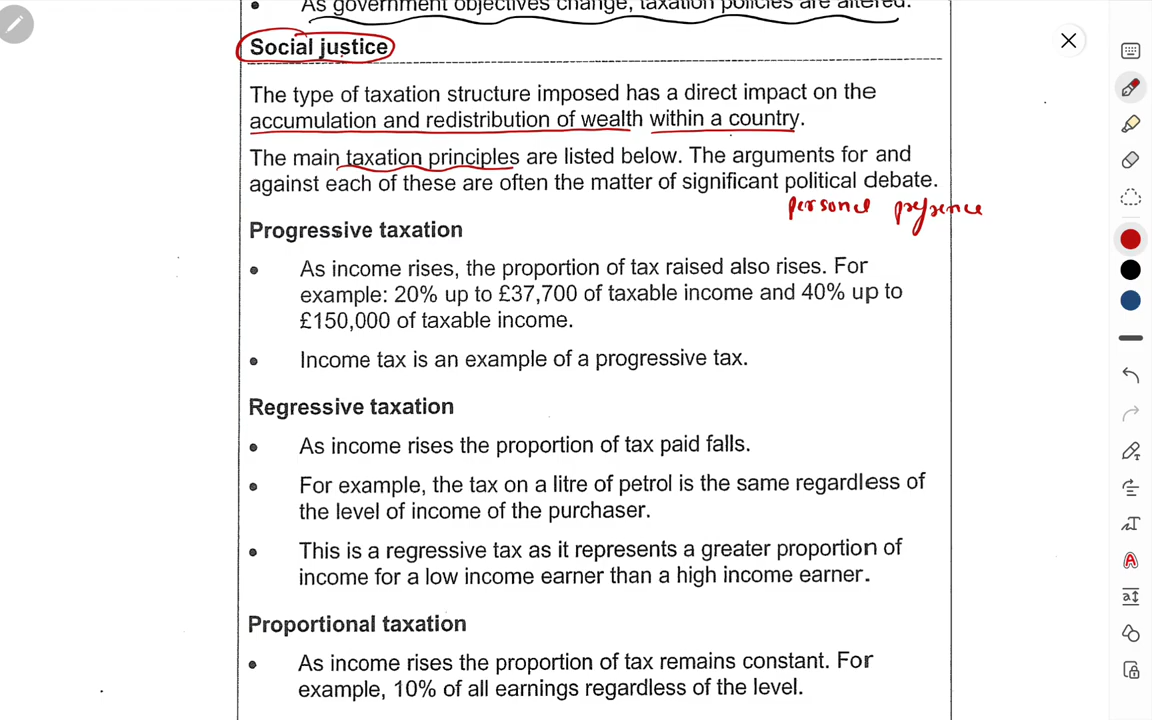 As government objectives change, taxation policies are altered.
Social justice
The type of taxation structure imposed has a direct impact on the
accumulation and redistribution of wealth within a country.
The main taxation principles are listed below. The arguments for and
against each of these are often the matter of significant political debate.
personal
Progressive taxation
As income rises, the proportion of tax raised also rises. For
example: 20% up to £37,700 of taxable income and 40% up to
£150,000 of taxable income.
Income tax is an example of a progressive tax.
Regressive taxation
As income rises the proportion of tax paid falls.
For example, the tax on a litre of petrol is the same regardless of
the level of income of the purchaser.
This is a regressive tax as it represents a greater proportion of
income for a low income earner than a high income earner.
Proportional taxation
As income rises the proportion of tax remains constant. For
example, 10% of all earnings regardless of the level.